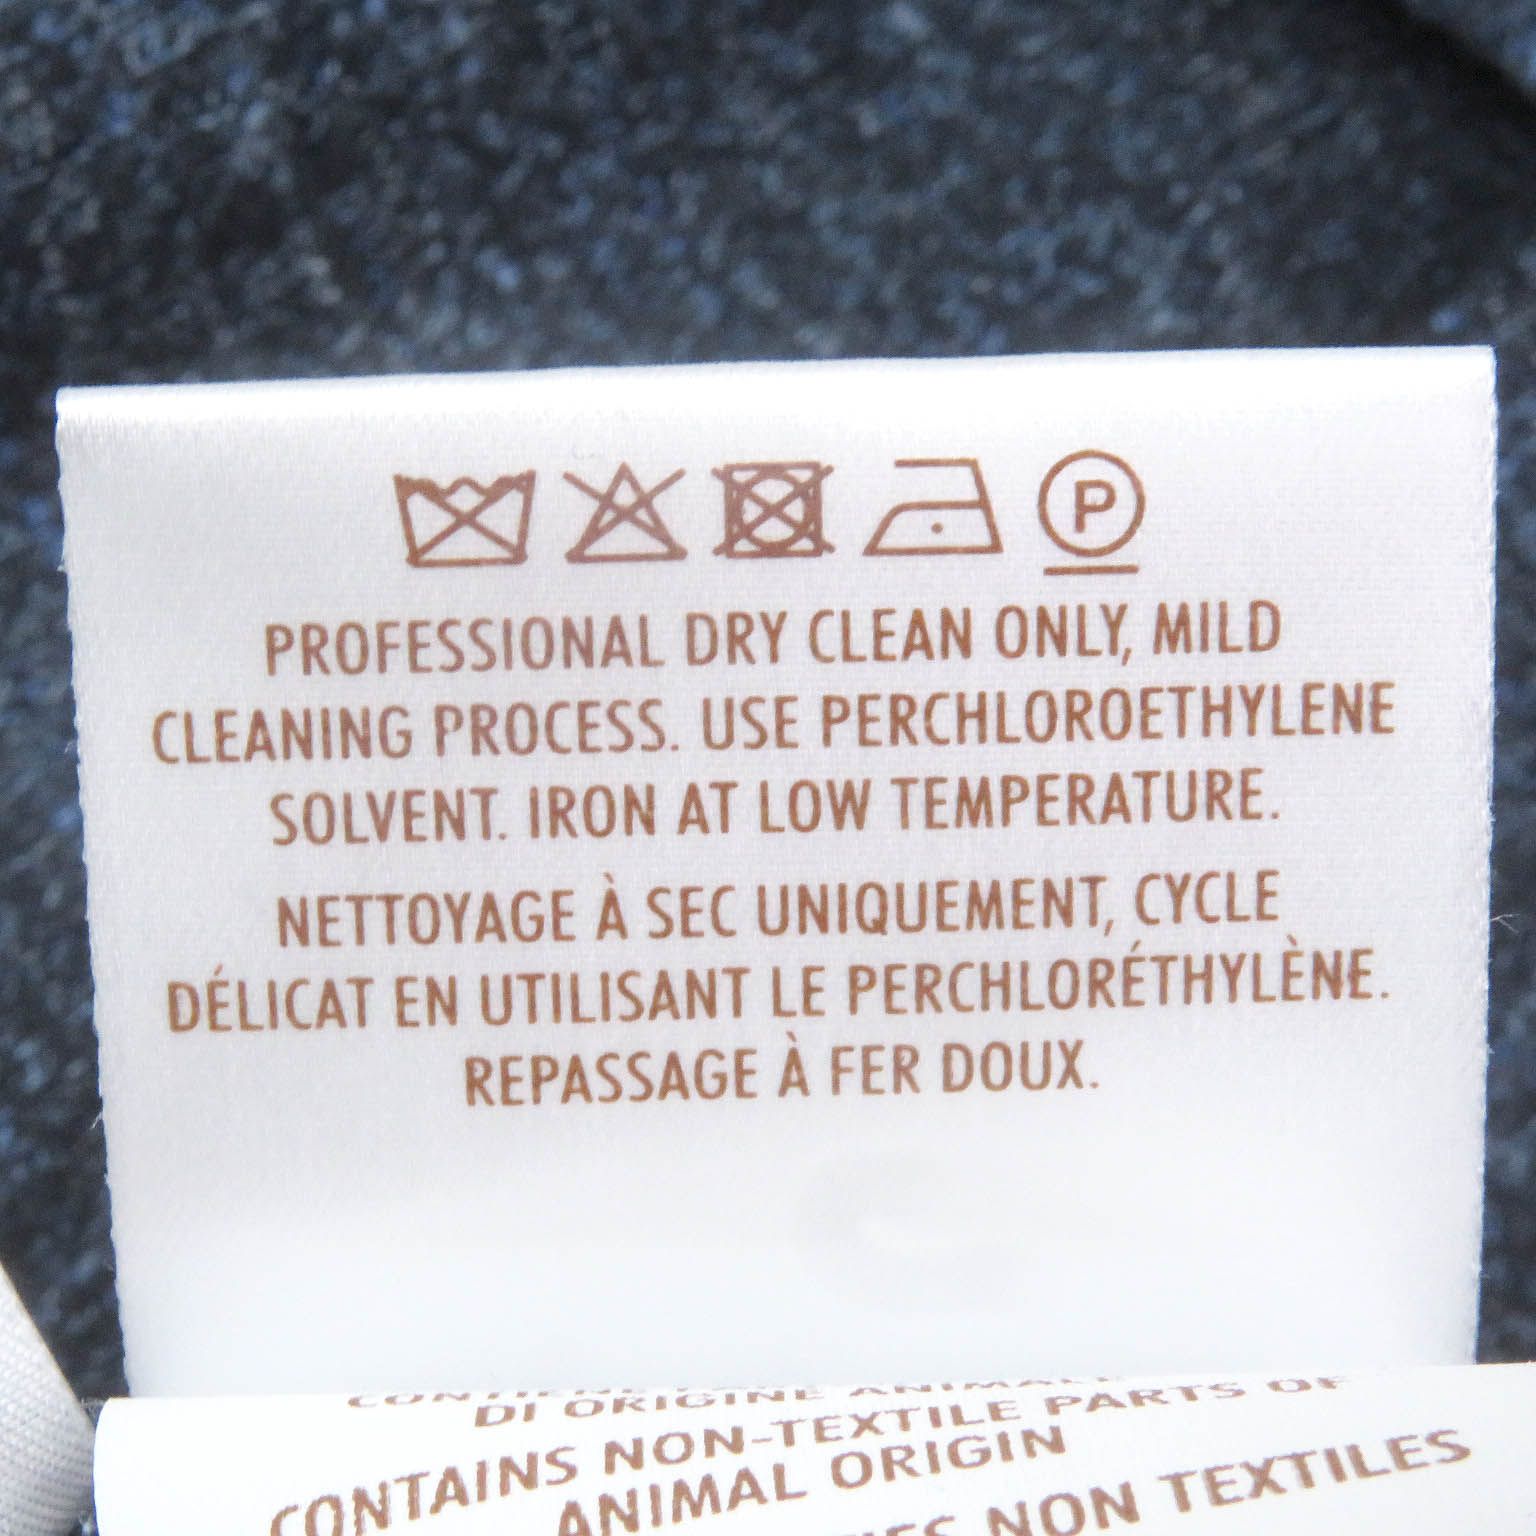 P
PROFESSIONAL DRY CLEAN ONLY, MILD
CLEANING PROCESS. USE PERCHLOROETHYLENE
SOLVENT. IRON AT LOW TEMPERATURE.
NETTOYAGE À SEC UNIQUEMENT, CYCLE
DÉLICAT EN UTILISANT LE PERCHLORÉTHYLÈNE.
REPASSAGE À FER DOUX.
DI ORIGINE ANIMALE
CONTAINS NON-TEXTILE PARTS OF
ANIMAL ORIGIN
NON TEXTILES